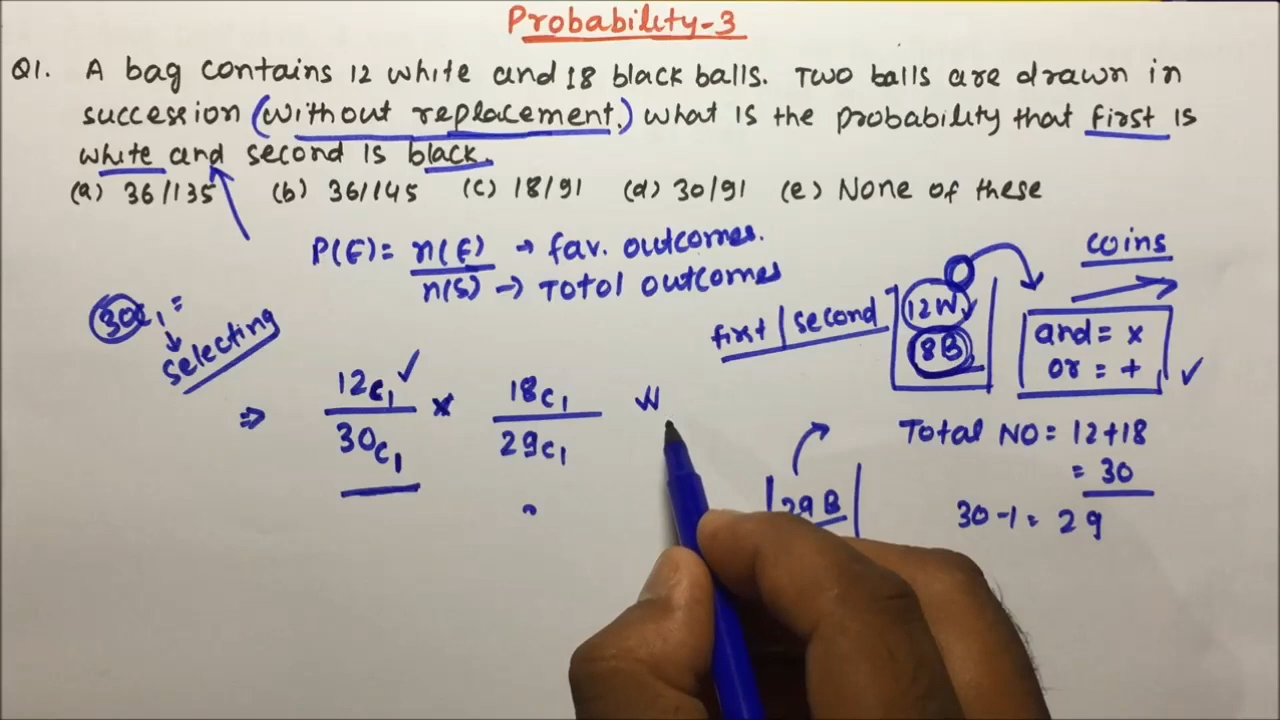 Probability-3
Q1. A bag contains 12 white and 18 black balls. Two balls are drawn in
succession (without replacement.) what is the probability that first is
white and second is black.
(a) 36/135 (b) 36/145 (c) 18/91 (d) 30/91 (e) None of these
P(E) = n(E) → fav. outcomes.
n(S) → Total outcomes
coins
30c₁ =
selecting
first / second
12W
8B
and = x
or = +
⇒ 12c₁ × 18c₁
30c₁ 29c₁
W
Total NO = 12+18
= 30
29 B
30-1 = 29